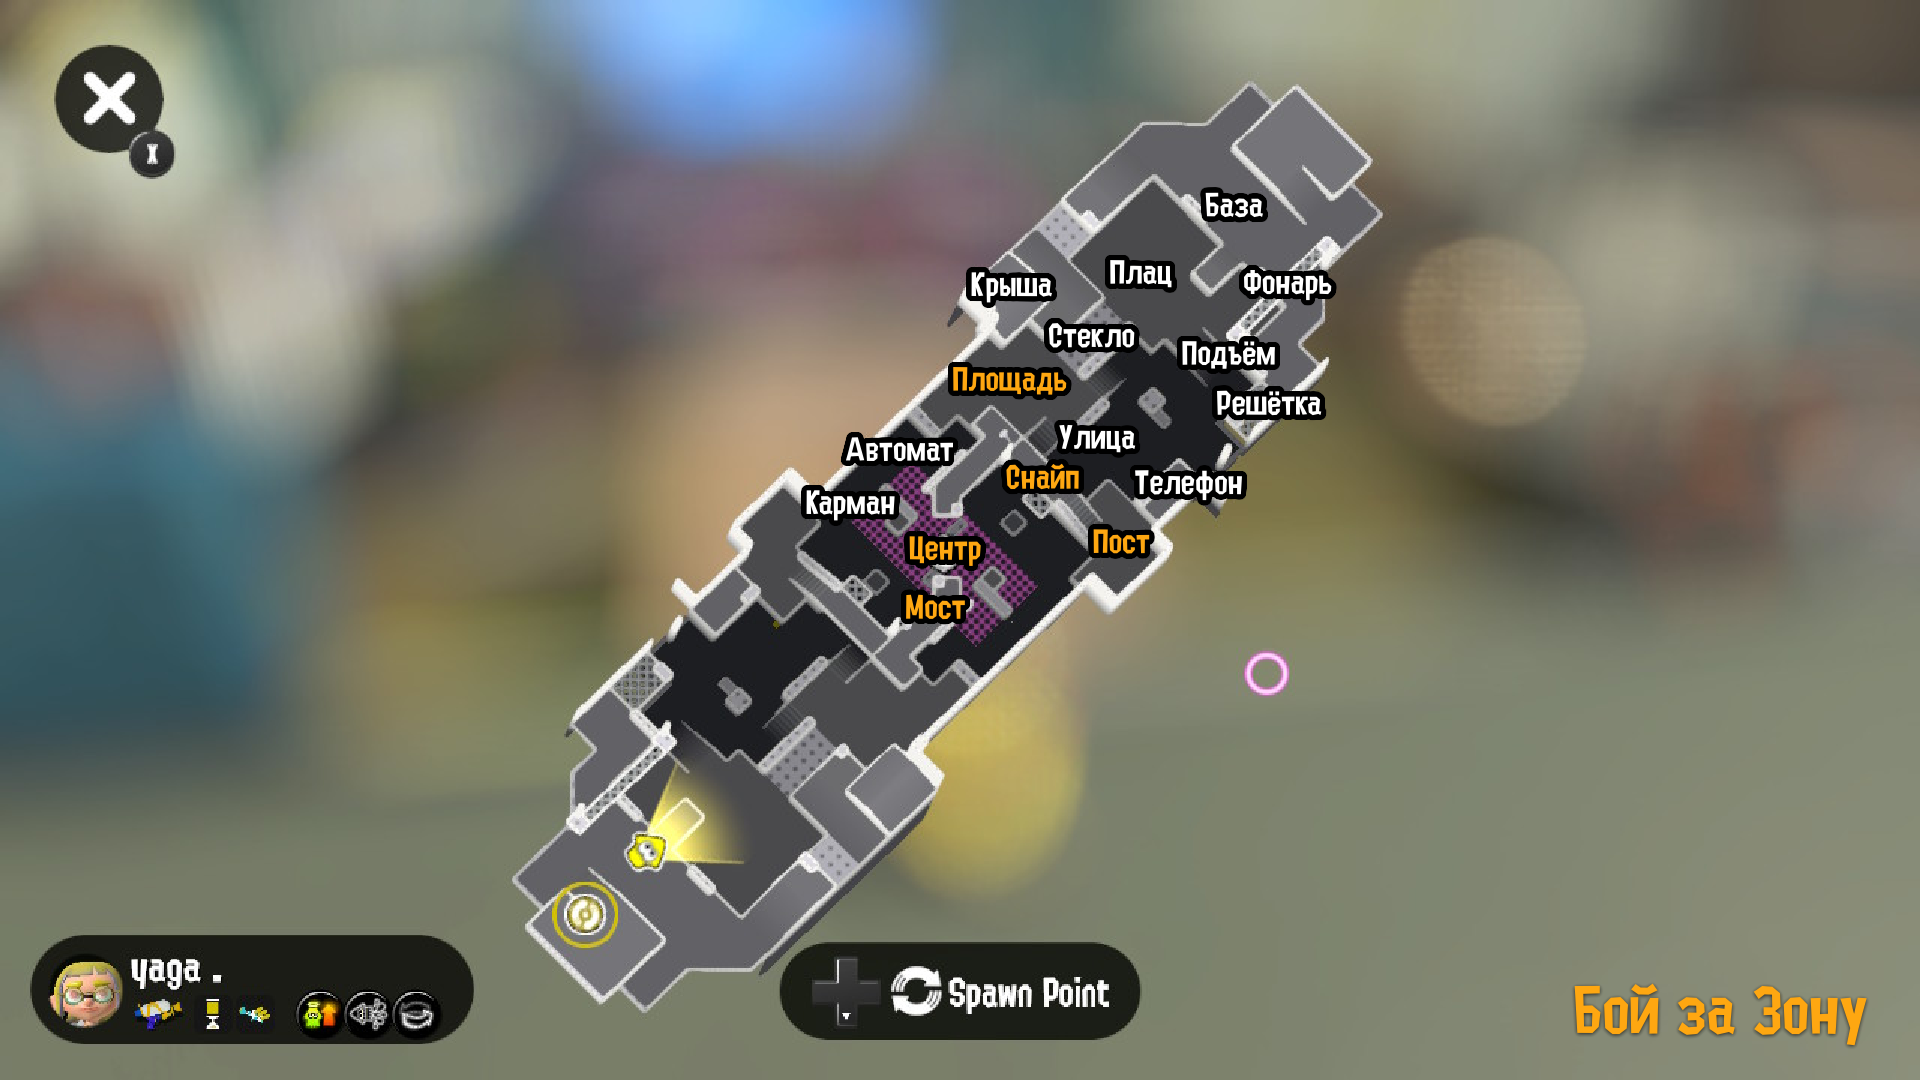 X
База
Плац
Фонарь
Крыша
Стекло
Подъём
Площадь
Решётка
Улица
Автомат
Снайп
Телефон
Карман
Пост
Центр
Мост
yaga .
Spawn Point
Бой за Зону